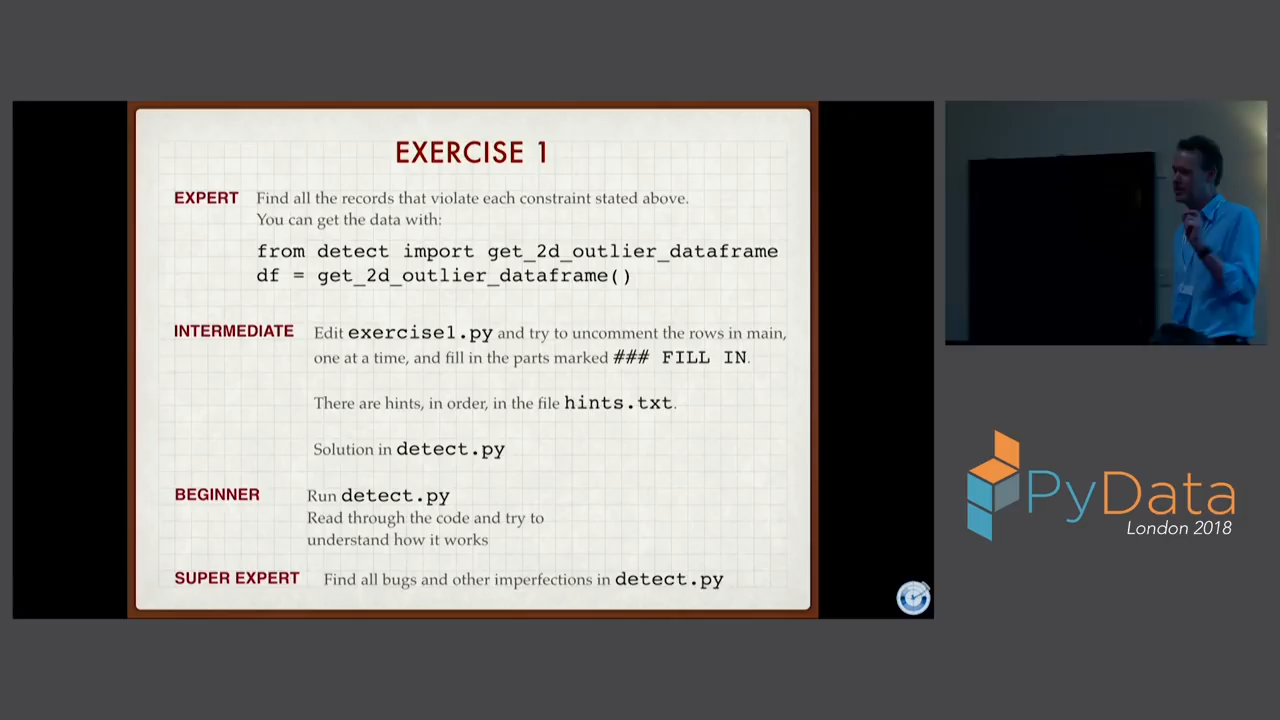 EXERCISE 1
EXPERT Find all the records that violate each constraint stated above.
You can get the data with:
from detect import get_2d_outlier_dataframe
df = get_2d_outlier_dataframe()
INTERMEDIATE Edit exercise1.py and try to uncomment the rows in main,
one at a time, and fill in the parts marked ### FILL IN.
There are hints, in order, in the file hints.txt.
Solution in detect.py
BEGINNER Run detect.py
Read through the code and try to
understand how it works
SUPER EXPERT Find all bugs and other imperfections in detect.py
PyData
London 2018